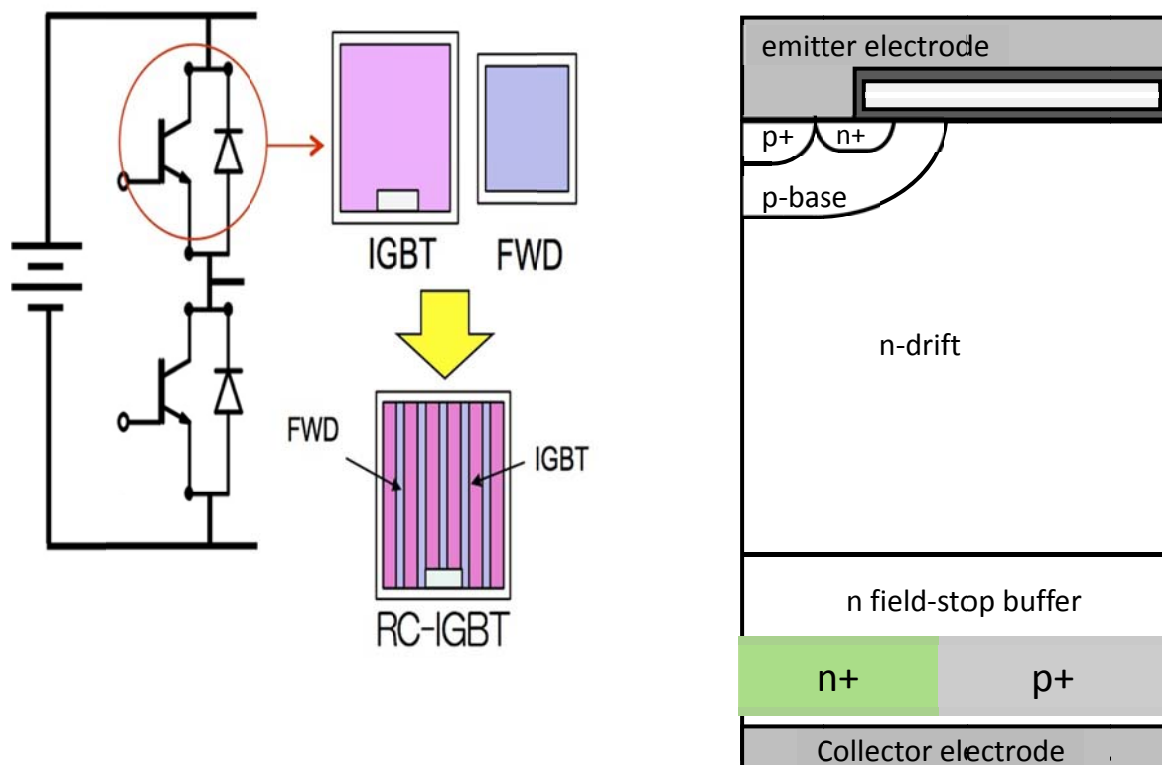 IGBT
FWD
FWD
IGBT
RC-IGBT
emitter electrode
p+
n+
p-base
n-drift
n field-stop buffer
n+
p+
Collector electrode